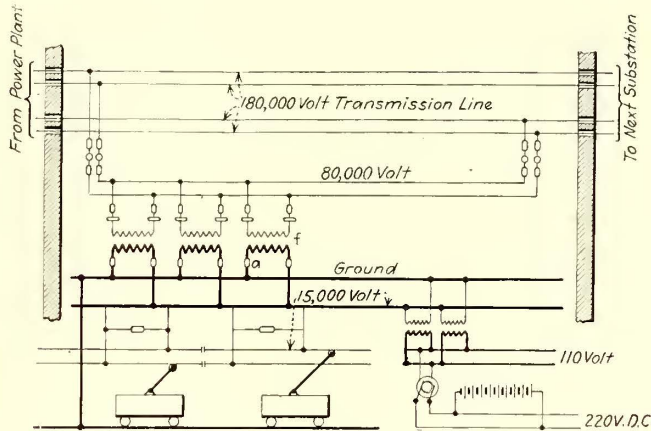 From Power Plant
80,000 Volt Transmission Line
To Next Substation
80,000 Volt
f
a
Ground
15,000 Volt
110 Volt
220V.D.C